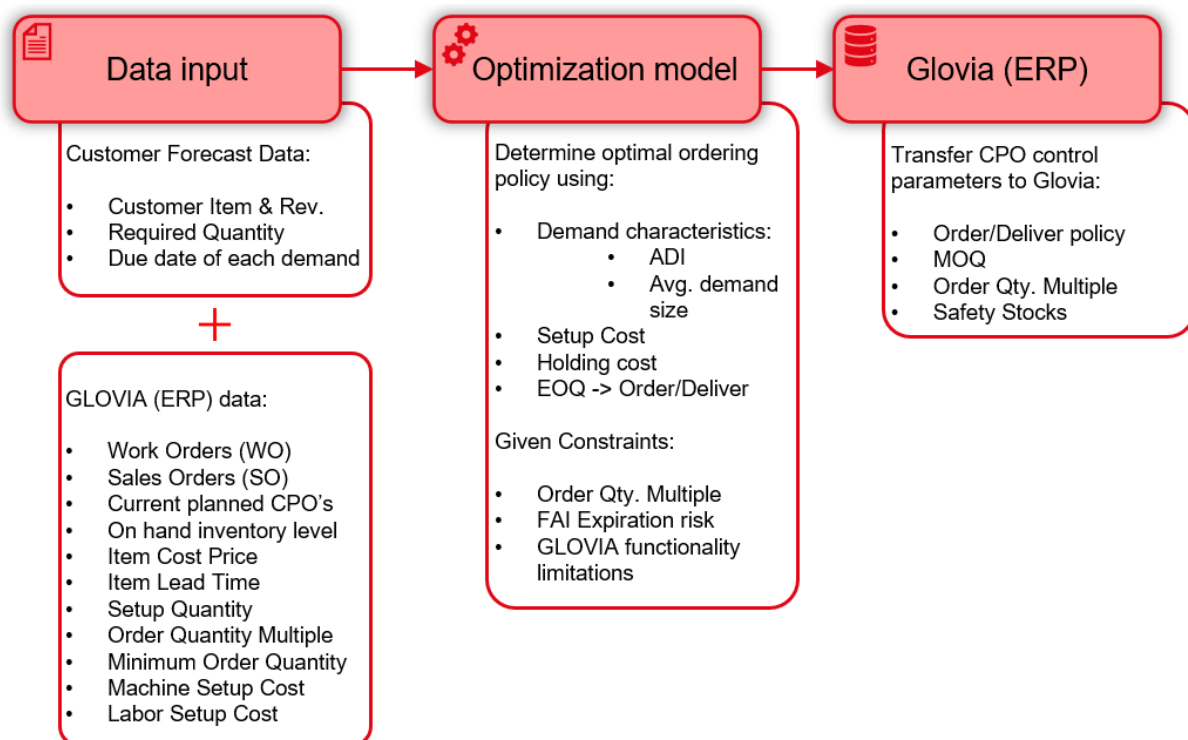 Data input
Customer Forecast Data:
• Customer Item & Rev.
• Required Quantity
• Due date of each demand
+
GLOVIA (ERP) data:
• Work Orders (WO)
• Sales Orders (SO)
• Current planned CPO's
• On hand inventory level
• Item Cost Price
• Item Lead Time
• Setup Quantity
• Order Quantity Multiple
• Minimum Order Quantity
• Machine Setup Cost
• Labor Setup Cost
Optimization model
Determine optimal ordering
policy using:
• Demand characteristics:
• ADI
• Avg. demand
size
• Setup Cost
• Holding cost
• EOQ -> Order/Deliver
Given Constraints:
• Order Qty. Multiple
• FAI Expiration risk
• GLOVIA functionality
limitations
Glovia (ERP)
Transfer CPO control
parameters to Glovia:
• Order/Deliver policy
• MOQ
• Order Qty. Multiple
• Safety Stocks